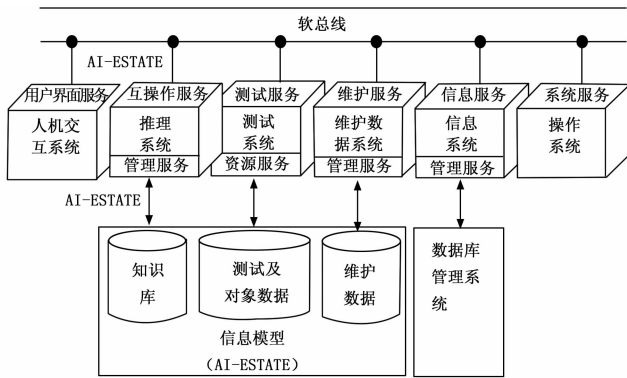 软总线
AI-ESTATE
用户界面服务
互操作服务
测试服务
维护服务
信息服务
系统服务
人机交
互系统
推理
系统
管理服务
测试
系统
资源服务
维护数
据系统
管理服务
信息
系统
管理服务
操作
系统
AI-ESTATE
知识
库
测试及
对象数据
维护
数据
信息模型
（AI-ESTATE）
数据库
管理系
统